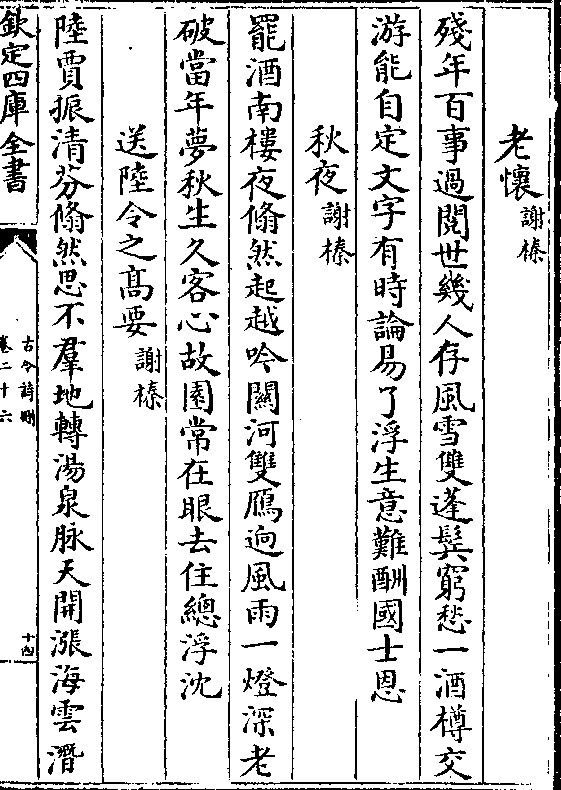 老懷謝榛
殘年百事過閱世幾人存風雪雙蓬鬂窮愁一酒樽交
游能自定文字有時論易了浮生意難酬國士恩
秋夜謝榛
罷酒南樓夜翛然起越吟關河雙鴈逈風雨一燈深老
破當年夢秋生久客心故園常在眼去住總浮沈
送陸令之髙要謝榛
陸賈振清芬翛然思不羣地轉湯泉脉天開漲海雲潛
欽定四庫全書
古今詩刪
卷二十六
十四